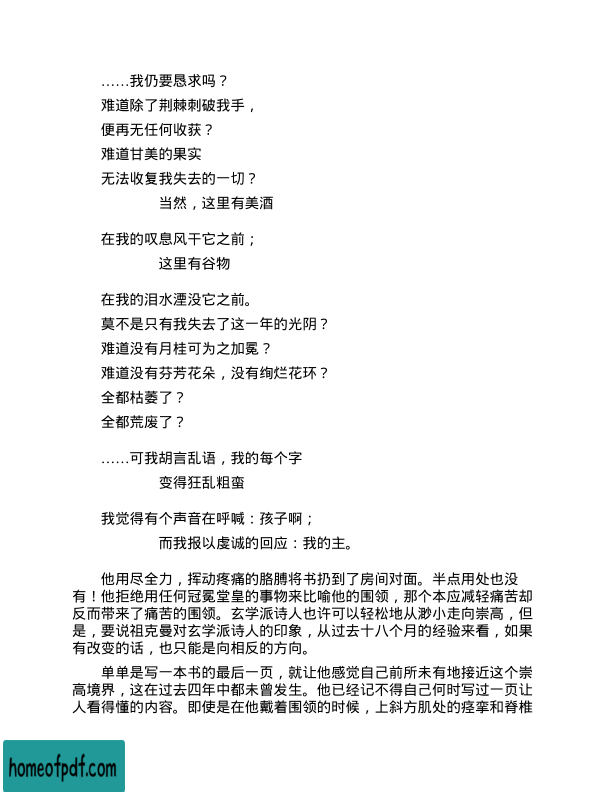 ……我仍要恳求吗？
难道除了荆棘刺破我手，
便再无任何收获？
难道甘美的果实
无法收复我失去的一切？
当然，这里有美酒
在我的叹息风干它之前；
这里有谷物
在我的泪水湮没它之前。
莫不是只有我失去了这一年的光阴？
难道没有月桂可为之加冕？
难道没有芬芳花朵，没有绚烂花环？
全都枯萎了？
全都荒废了？
……可我胡言乱语，我的每个字
变得狂乱粗蛮
我觉得有个声音在呼喊：孩子啊；
而我报以虔诚的回应：我的主。
他用尽全力，挥动疼痛的胳膊将书扔到了房间对面。半点用处也没
有！他拒绝用任何冠冕堂皇的事物来比喻他的围领，那个本应减轻痛苦却
反而带来了痛苦的围领。玄学派诗人也许可以轻松地从渺小走向崇高，但
是，要说祖克曼对玄学派诗人的印象，从过去十八个月的经验来看，如果
有改变的话，也只能是向相反的方向。
单单是写一本书的最后一页，就让他感觉自己前所未有地接近这个崇
高境界，这在过去四年中都未曾发生。他已经记不得自己何时写过一页让
人看得懂的内容。即使是在他戴着围领的时候，上斜方肌处的痉挛和脊椎
homeofpdf.com